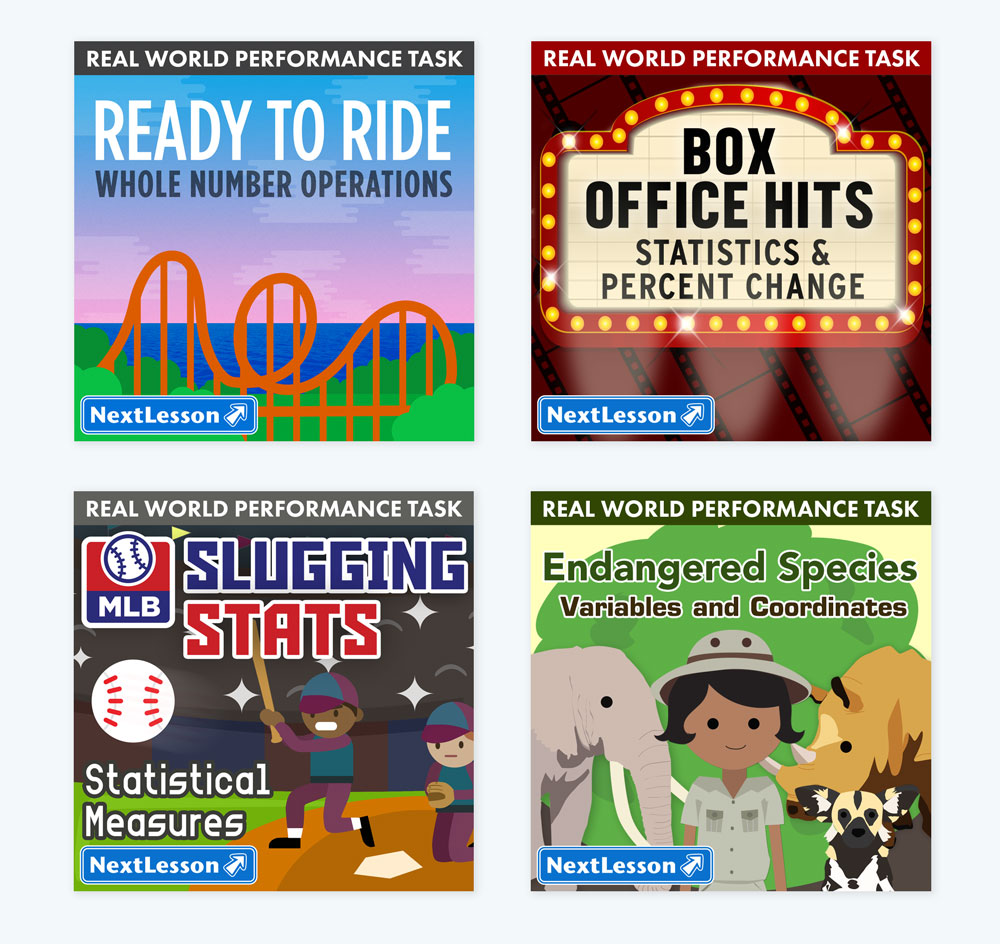 REAL WORLD PERFORMANCE TASK
READY TO RIDE
WHOLE NUMBER OPERATIONS
NextLesson
REAL WORLD PERFORMANCE TASK
BOX
OFFICE HITS
STATISTICS &
PERCENT CHANGE
NextLesson
REAL WORLD PERFORMANCE TASK
MLB
SLUGGING
STATS
Statistical
Measures
NextLesson
REAL WORLD PERFORMANCE TASK
Endangered Species
Variables and Coordinates
NextLesson